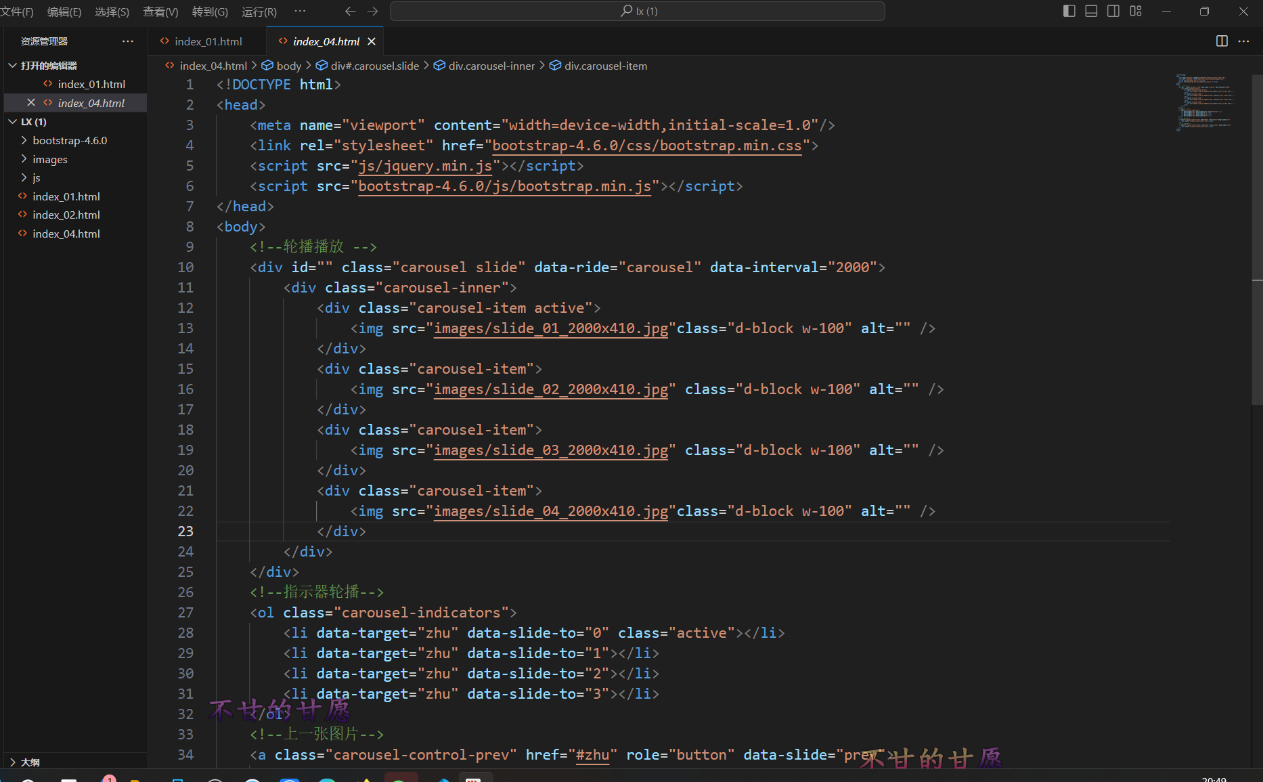 文件(F) 编辑(E) 选择(S) 查看(V) 转到(G) 运行(R) ··· ← → lx (1)
资源管理器 ···
index_01.html index_04.html ×
打开的编辑器
index_01.html
× index_04.html
LX (1)
bootstrap-4.6.0
images
js
index_01.html
index_02.html
index_04.html
大纲
index_04.html > body > div#.carousel.slide > div.carousel-inner > div.carousel-item
1 <!DOCTYPE html>
2 <head>
3 <meta name="viewport" content="width=device-width,initial-scale=1.0"/>
4 <link rel="stylesheet" href="bootstrap-4.6.0/css/bootstrap.min.css">
5 <script src="js/jquery.min.js"></script>
6 <script src="bootstrap-4.6.0/js/bootstrap.min.js"></script>
7 </head>
8 <body>
9 <!--轮播播放 -->
10 <div id="" class="carousel slide" data-ride="carousel" data-interval="2000">
11 <div class="carousel-inner">
12 <div class="carousel-item active">
13 <img src="images/slide_01_2000x410.jpg"class="d-block w-100" alt="" />
14 </div>
15 <div class="carousel-item">
16 <img src="images/slide_02_2000x410.jpg" class="d-block w-100" alt="" />
17 </div>
18 <div class="carousel-item">
19 <img src="images/slide_03_2000x410.jpg" class="d-block w-100" alt="" />
20 </div>
21 <div class="carousel-item">
22 <img src="images/slide_04_2000x410.jpg"class="d-block w-100" alt="" />
23 </div>
24 </div>
25 </div>
26 <!--指示器轮播-->
27 <ol class="carousel-indicators">
28 <li data-target="zhu" data-slide-to="0" class="active"></li>
29 <li data-target="zhu" data-slide-to="1"></li>
30 <li data-target="zhu" data-slide-to="2"></li>
31 <li data-target="zhu" data-slide-to="3"></li>
32 </ol>
不甘的甘愿
33 <!--上一张图片-->
34 <a class="carousel-control-prev" href="#zhu" role="button" data-slide="prev">
不甘的甘愿
1
20:49